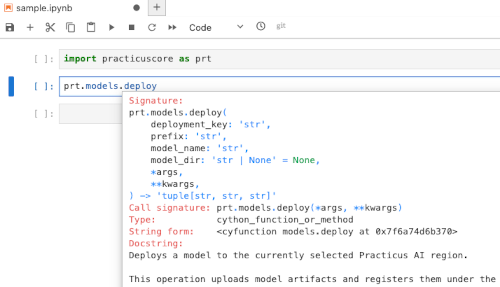 sample.ipynb
Code
git
[ ]: import practicuscore as prt
[ ]: prt.models.deploy
[ ]:
Signature:
prt.models.deploy(
deployment_key: 'str',
prefix: 'str',
model_name: 'str',
model_dir: 'str | None' = None,
*args,
**kwargs,
) -> 'tuple[str, str, str]'
Call signature: prt.models.deploy(*args, **kwargs)
Type: cython_function_or_method
String form: <cyfunction models.deploy at 0x7f6a74d6b370>
Docstring:
Deploys a model to the currently selected Practicus AI region.
This operation uploads model artifacts and registers them under the